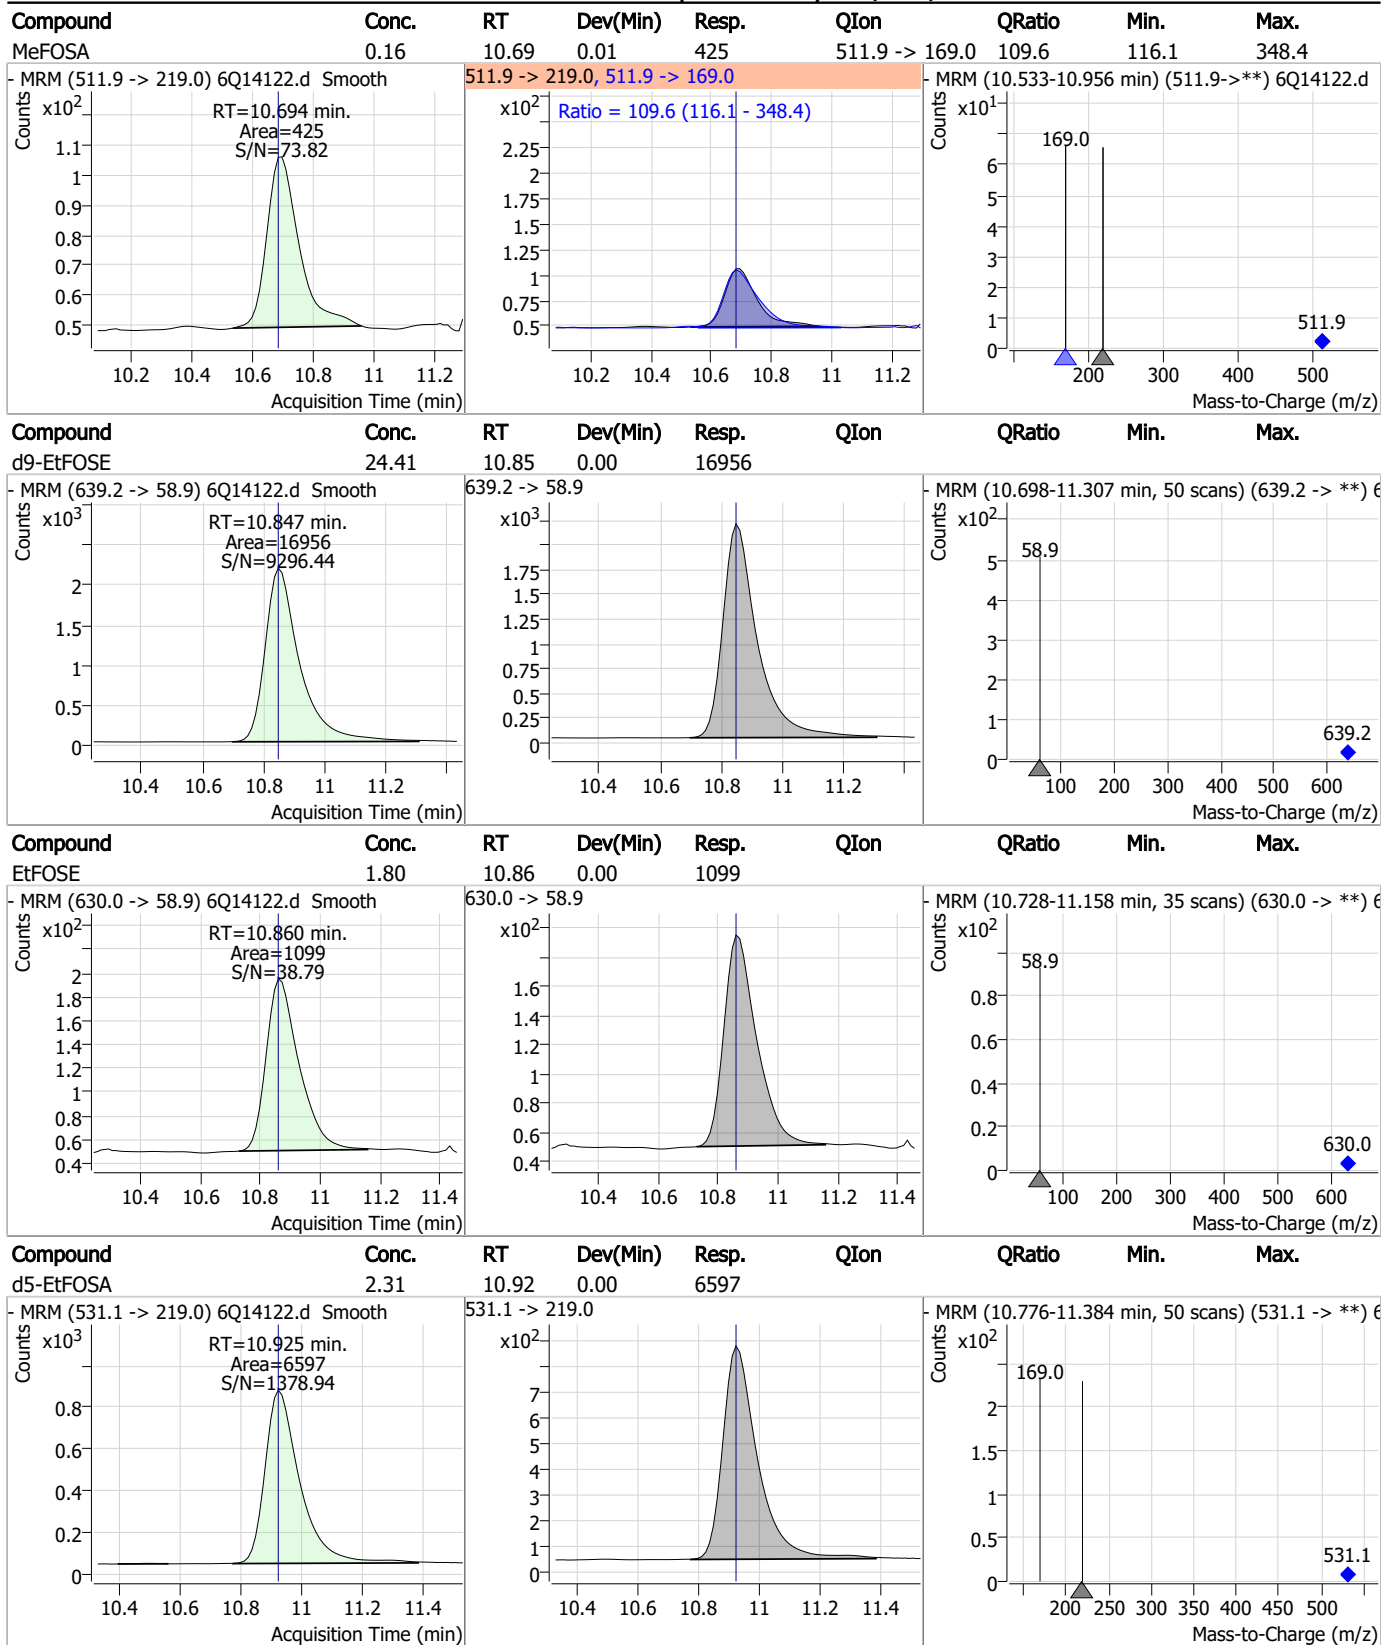 Compound Conc. RT Dev(Min) Resp. QIon QRatio Min. Max.
MeFOSA 0.16 10.69 0.01 425 511.9 -> 169.0 109.6 116.1 348.4
- MRM (511.9 -> 219.0) 6Q14122.d Smooth
Counts
x10²
RT=10.694 min.
Area=425
S/N=73.82
1.1
1
0.9
0.8
0.7
0.6
0.5
10.2 10.4 10.6 10.8 11 11.2
Acquisition Time (min)
511.9 -> 219.0, 511.9 -> 169.0
x10²
Ratio = 109.6 (116.1 - 348.4)
2.25
2
1.75
1.5
1.25
1
0.75
0.5
10.2 10.4 10.6 10.8 11 11.2
- MRM (10.533-10.956 min) (511.9->**) 6Q14122.d
Counts
x10¹
169.0
6
5
4
3
2
1
0
511.9
200 300 400 500
Mass-to-Charge (m/z)
Compound Conc. RT Dev(Min) Resp. QIon QRatio Min. Max.
d9-EtFOSE 24.41 10.85 0.00 16956
- MRM (639.2 -> 58.9) 6Q14122.d Smooth
Counts
x10³
RT=10.847 min.
Area=16956
S/N=9296.44
2
1.5
1
0.5
0
10.4 10.6 10.8 11 11.2
Acquisition Time (min)
639.2 -> 58.9
x10³
1.75
1.5
1.25
1
0.75
0.5
0.25
0
10.4 10.6 10.8 11 11.2
- MRM (10.698-11.307 min, 50 scans) (639.2 -> **) 6
Counts
x10²
58.9
5
4
3
2
1
0
639.2
100 200 300 400 500 600
Mass-to-Charge (m/z)
Compound Conc. RT Dev(Min) Resp. QIon QRatio Min. Max.
EtFOSE 1.80 10.86 0.00 1099
- MRM (630.0 -> 58.9) 6Q14122.d Smooth
Counts
x10²
RT=10.860 min.
Area=1099
S/N=38.79
2
1.8
1.6
1.4
1.2
1
0.8
0.6
0.4
10.4 10.6 10.8 11 11.2 11.4
Acquisition Time (min)
630.0 -> 58.9
x10²
1.6
1.4
1.2
1
0.8
0.6
0.4
10.4 10.6 10.8 11 11.2 11.4
- MRM (10.728-11.158 min, 35 scans) (630.0 -> **) 6
Counts
x10²
58.9
0.8
0.6
0.4
0.2
0
630.0
100 200 300 400 500 600
Mass-to-Charge (m/z)
Compound Conc. RT Dev(Min) Resp. QIon QRatio Min. Max.
d5-EtFOSA 2.31 10.92 0.00 6597
- MRM (531.1 -> 219.0) 6Q14122.d Smooth
Counts
x10³
RT=10.925 min.
Area=6597
S/N=1378.94
0.8
0.6
0.4
0.2
0
10.4 10.6 10.8 11 11.2 11.4
Acquisition Time (min)
531.1 -> 219.0
x10²
7
6
5
4
3
2
1
0
10.4 10.6 10.8 11 11.2 11.4
- MRM (10.776-11.384 min, 50 scans) (531.1 -> **) 6
Counts
x10²
169.0
2
1.5
1
0.5
0
531.1
200 250 300 350 400 450 500
Mass-to-Charge (m/z)